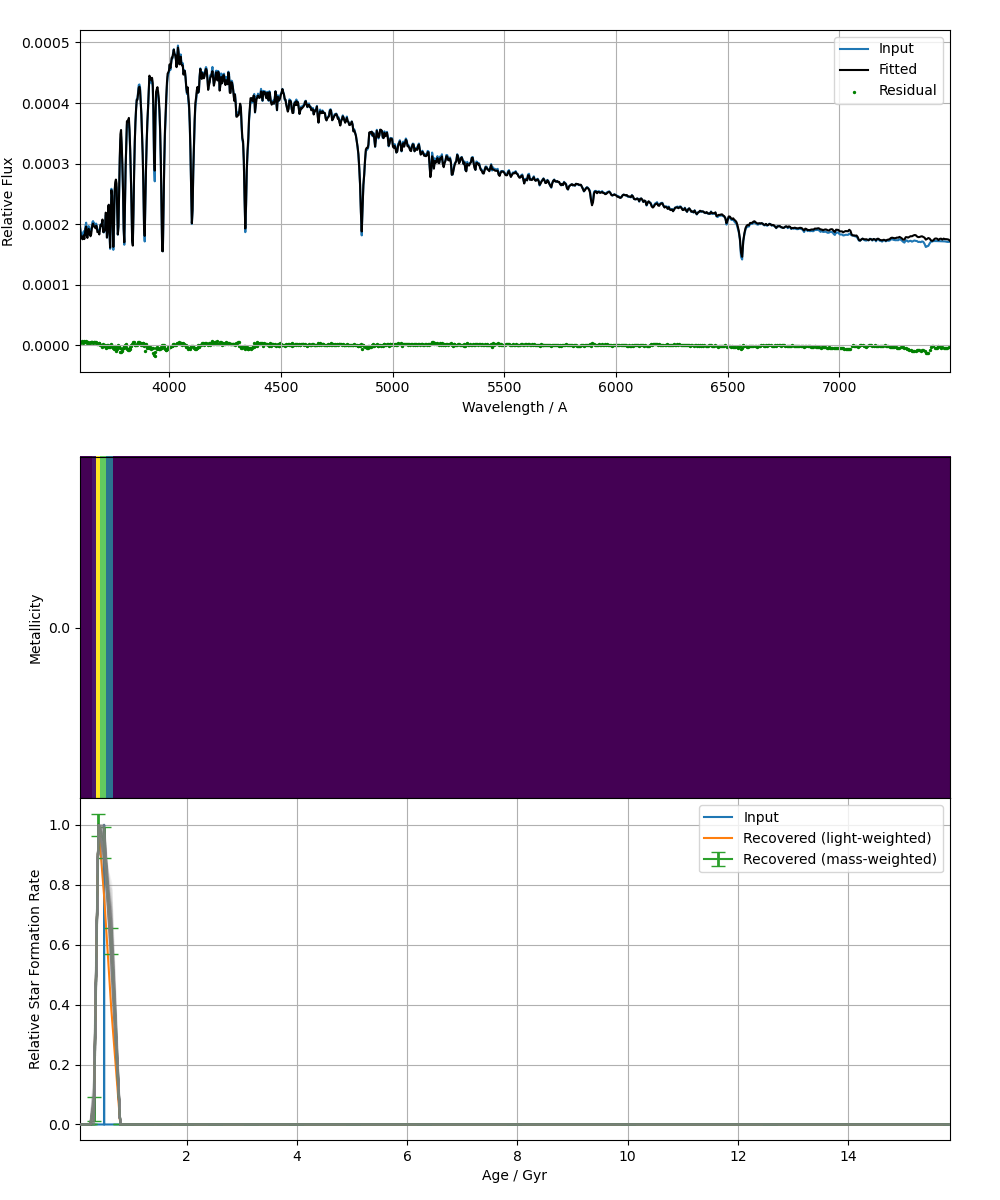 0.0005
0.0004
0.0003
0.0002
0.0001
0.0000
Relative Flux
Input
Fitted
Residual
4000 4500 5000 5500 6000 6500 7000
Wavelength / A
0.0
Metallicity
1.0
0.8
0.6
0.4
0.2
0.0
Relative Star Formation Rate
Input
Recovered (light-weighted)
Recovered (mass-weighted)
2 4 6 8 10 12 14
Age / Gyr